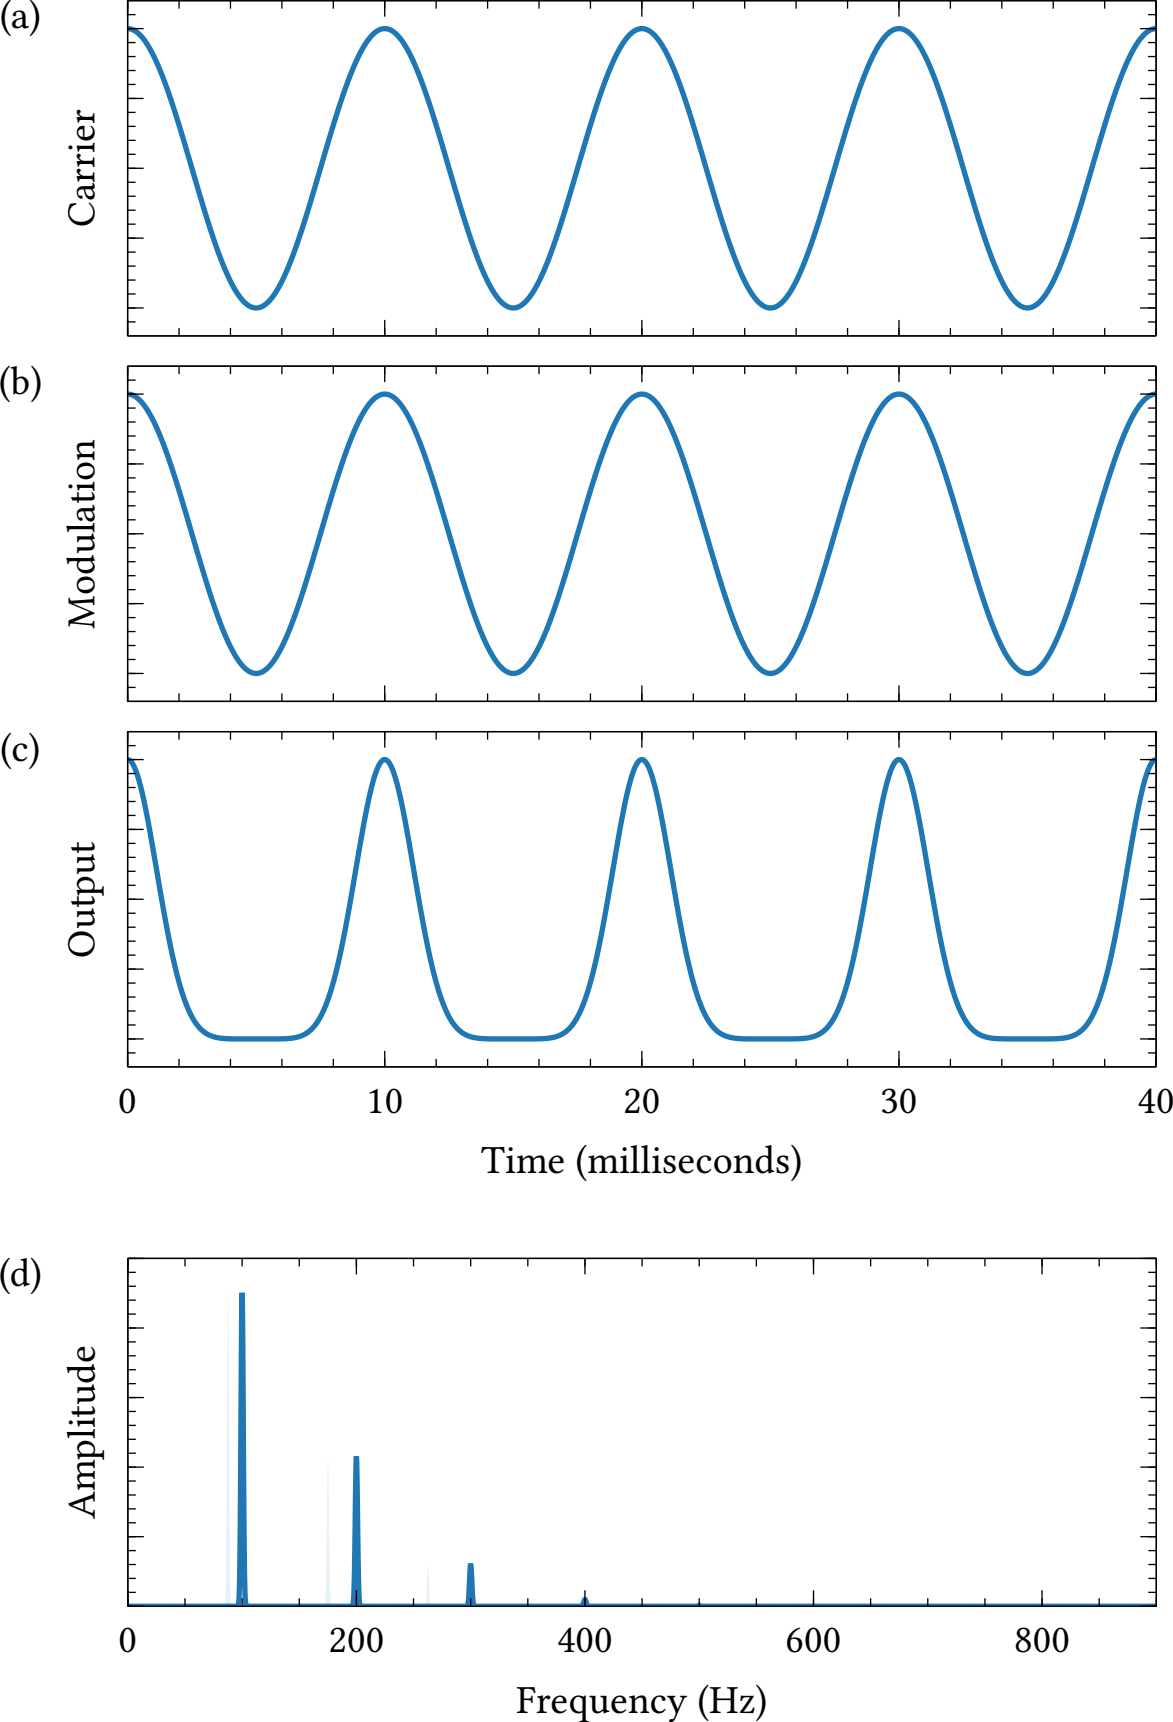 (a)
Carrier
(b)
Modulation
(c)
Output
0 10 20 30 40
Time (milliseconds)
(d)
Amplitude
0 200 400 600 800
Frequency (Hz)